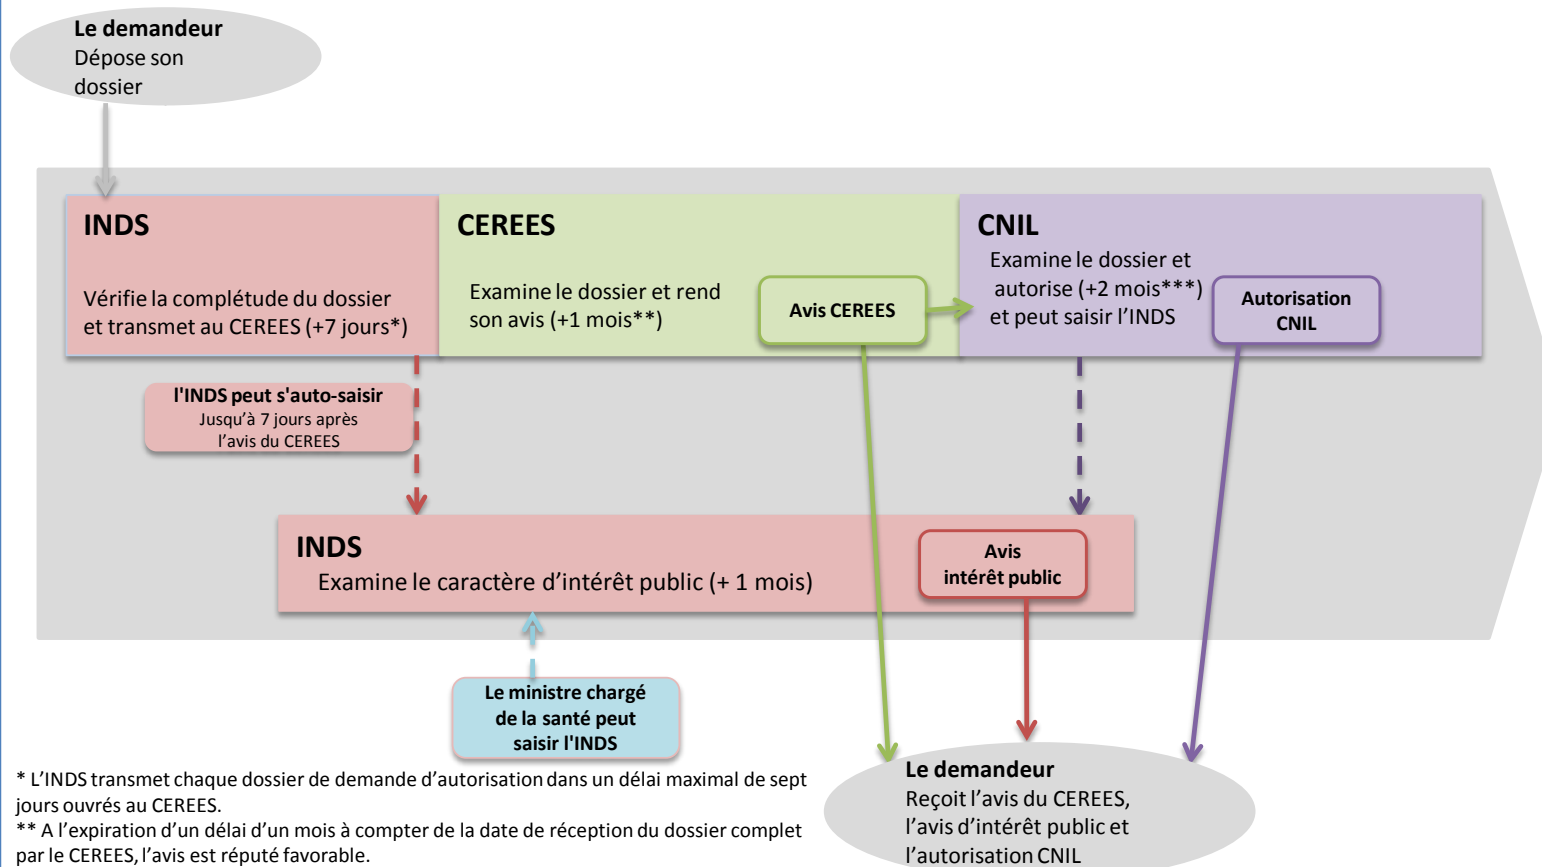 Le demandeur
Dépose son
dossier
INDS
Vérifie la complétude du dossier
et transmet au CEREES (+7 jours*)
CEREES
Examine le dossier et rend
son avis (+1 mois**)
Avis CEREES
CNIL
Examine le dossier et
autorise (+2 mois***)
et peut saisir l’INDS
Autorisation
CNIL
l'INDS peut s'auto-saisir
Jusqu’à 7 jours après
l’avis du CEREES
INDS
Examine le caractère d’intérêt public (+ 1 mois)
Avis
intérêt public
Le ministre chargé
de la santé peut
saisir l'INDS
Le demandeur
Reçoit l’avis du CEREES,
l’avis d’intérêt public et
l’autorisation CNIL
* L’INDS transmet chaque dossier de demande d’autorisation dans un délai maximal de sept
jours ouvrés au CEREES.
** A l’expiration d’un délai d’un mois à compter de la date de réception du dossier complet
par le CEREES, l’avis est réputé favorable.